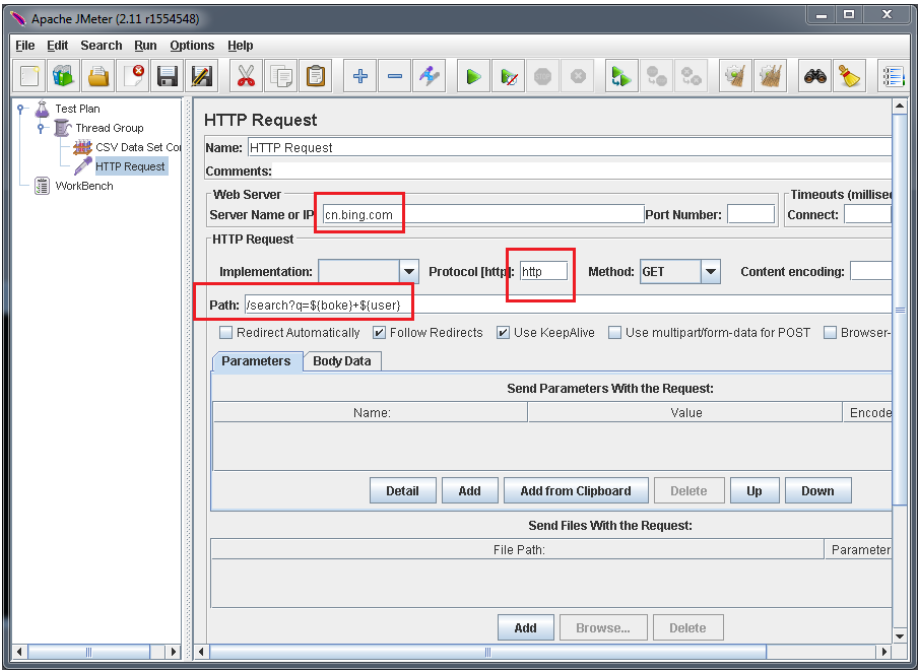 Apache JMeter (2.11 r1554548)
File Edit Search Run Options Help
Test Plan
Thread Group
CSV Data Set Co
HTTP Request
WorkBench
HTTP Request
Name: HTTP Request
Comments:
Web Server
Timeouts (millise
Server Name or IP cn.bing.com Port Number: Connect:
HTTP Request
Implementation: Protocol [http]: http Method: GET Content encoding:
Path: /search?q=${boke}+${user}
Redirect Automatically Follow Redirects Use KeepAlive Use multipart/form-data for POST Browser-
Parameters Body Data
Send Parameters With the Request:
Name: Value Encode
Detail Add Add from Clipboard Delete Up Down
Send Files With the Request:
File Path: Parameter
Add Browse... Delete